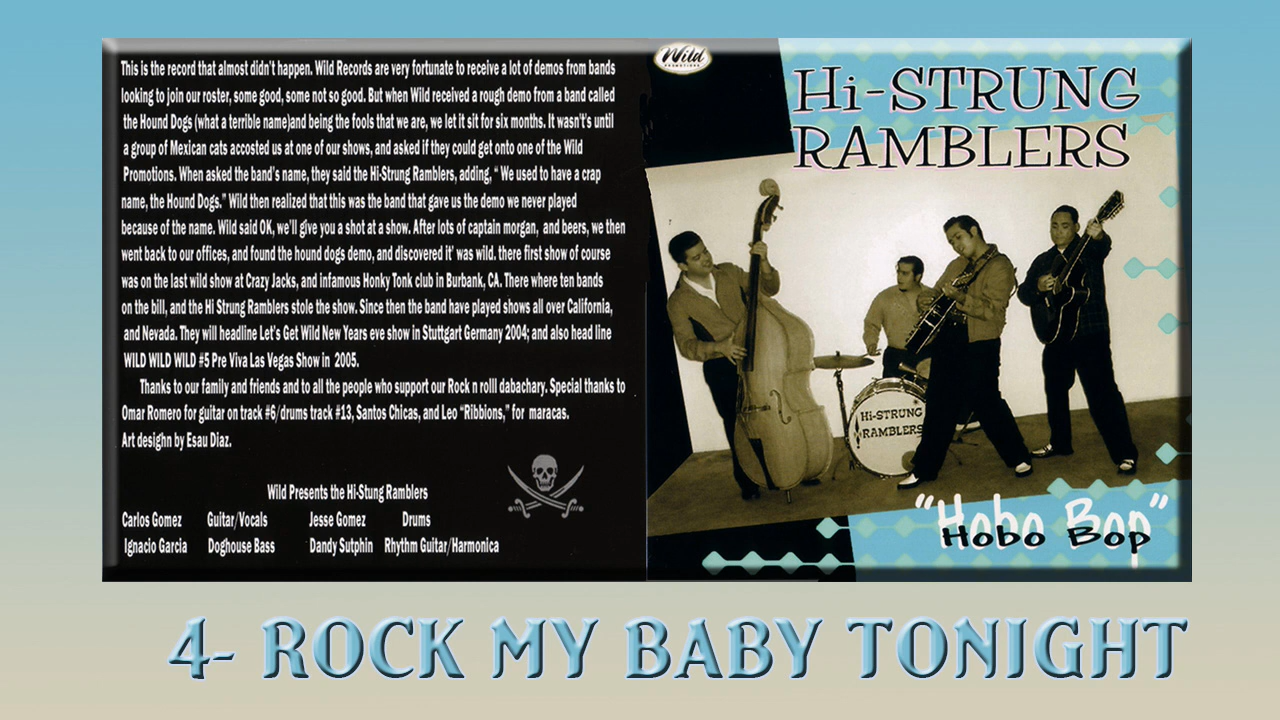 This is the record that almost didn't happen. Wild Records are very fortunate to receive a lot of demos from bands
looking to join our roster, some good, some not so good. But when Wild received a rough demo from a band called
the Hound Dogs (what a terrible name)and being the fools that we are, we let it sit for six months. It wasn't's until
a group of Mexican cats accosted us at one of our shows, and asked if they could get onto one of the Wild
Promotions. When asked the band's name, they said the Hi-Strung Ramblers, adding, " We used to have a crap
name, the Hound Dogs." Wild then realized that this was the band that gave us the demo we never played
because of the name. Wild said OK, we'll give you a shot at a show. After lots of captain morgan, and beers, we then
went back to our offices, and found the hound dogs demo, and discovered it' was wild. there first show of course
was on the last wild show at Crazy Jacks, and infamous Honky Tonk club in Burbank, CA. There where ten bands
on the bill, and the Hi Strung Ramblers stole the show. Since then the band have played shows all over California,
and Nevada. They will headline Let's Get Wild New Years eve show in Stuttgart Germany 2004; and also head line
WILD WILD WILD #5 Pre Viva Las Vegas Show in 2005.
Thanks to our family and friends and to all the people who support our Rock n rolll dabachary. Special thanks to
Omar Romero for guitar on track #6/drums track #13, Santos Chicas, and Leo "Ribbions," for maracas.
Art desighn by Esau Diaz.
Wild Presents the Hi-Stung Ramblers
Carlos Gomez Guitar/Vocals Jesse Gomez Drums
Ignacio Garcia Doghouse Bass Dandy Sutphin Rhythm Guitar/Harmonica
Wild
PROMOTIONS
Hi-STRUNG
RAMBLERS
Hi-STRUNG
RAMBLERS
"Hobo Bop"
Hobo Bop
4- ROCK MY BABY TONIGHT